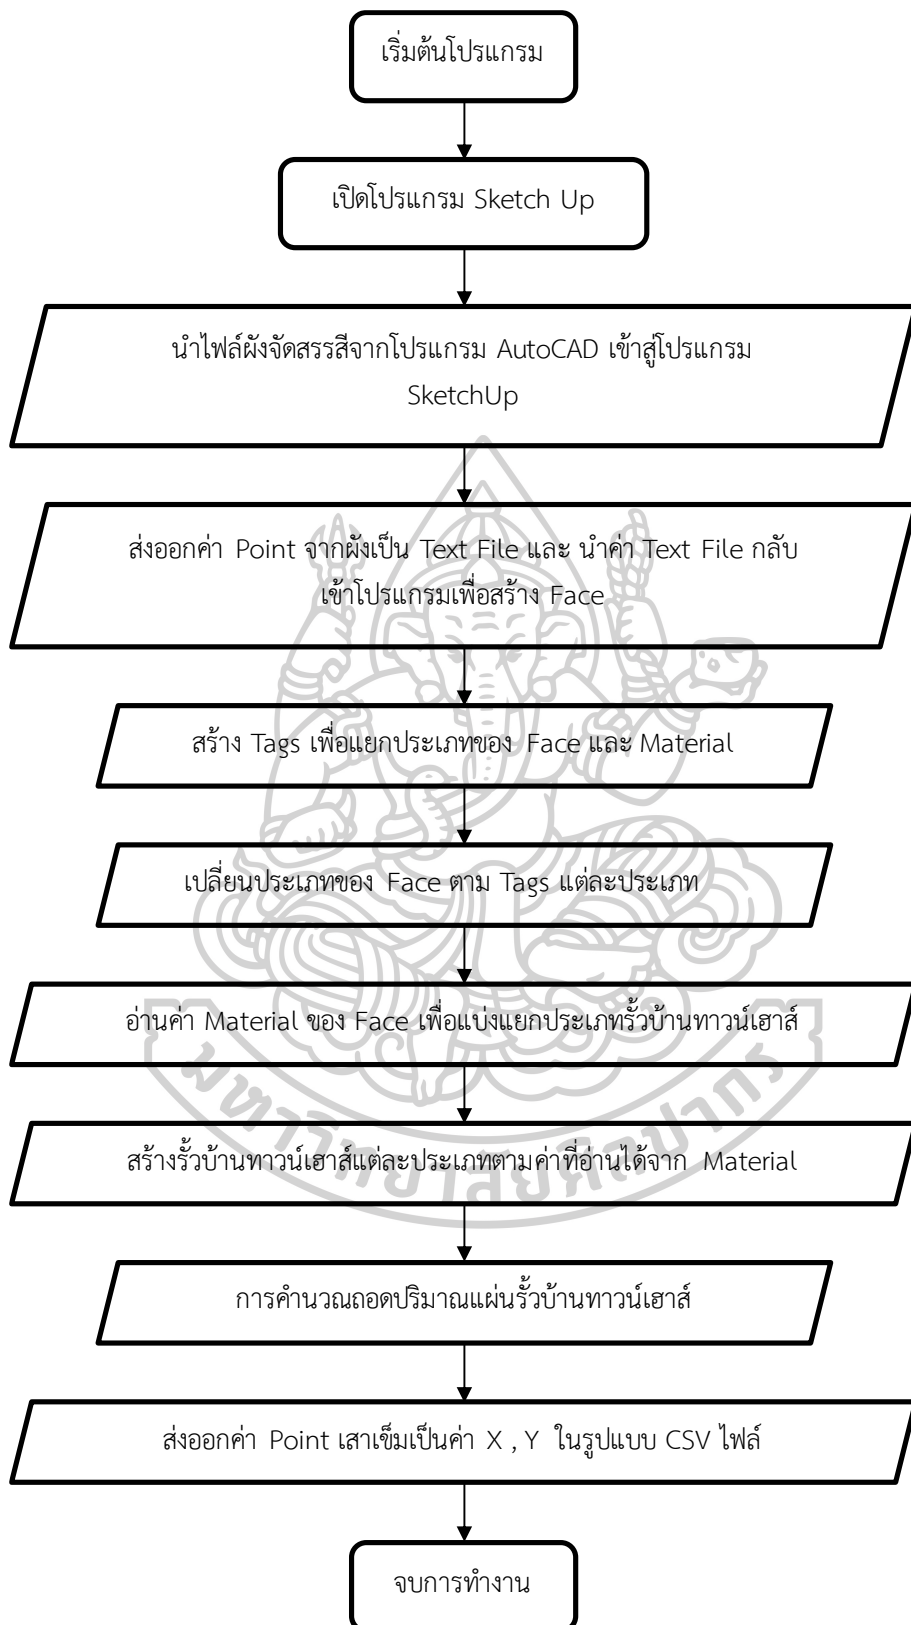 เริ่มต้นโปรแกรม
เปิดโปรแกรม Sketch Up
นำไฟล์ผังจัดสรรสีจากโปรแกรม AutoCAD เข้าสู่โปรแกรม
SketchUp
ส่งออกค่า Point จากผังเป็น Text File และ นำค่า Text File กลับ
เข้าโปรแกรมเพื่อสร้าง Face
สร้าง Tags เพื่อแยกประเภทของ Face และ Material
เปลี่ยนประเภทของ Face ตาม Tags แต่ละประเภท
อ่านค่า Material ของ Face เพื่อแบ่งแยกประเภทรั้วบ้านทาวน์เฮาส์
สร้างรั้วบ้านทาวน์เฮาส์แต่ละประเภทตามค่าที่อ่านได้จาก Material
มหาวิทยาลัยศิลปากร
การคำนวณถอดปริมาณแผ่นรั้วบ้านทาวน์เฮาส์
ส่งออกค่า Point เสาเข็มเป็นค่า X , Y ในรูปแบบ CSV ไฟล์
จบการทำงาน